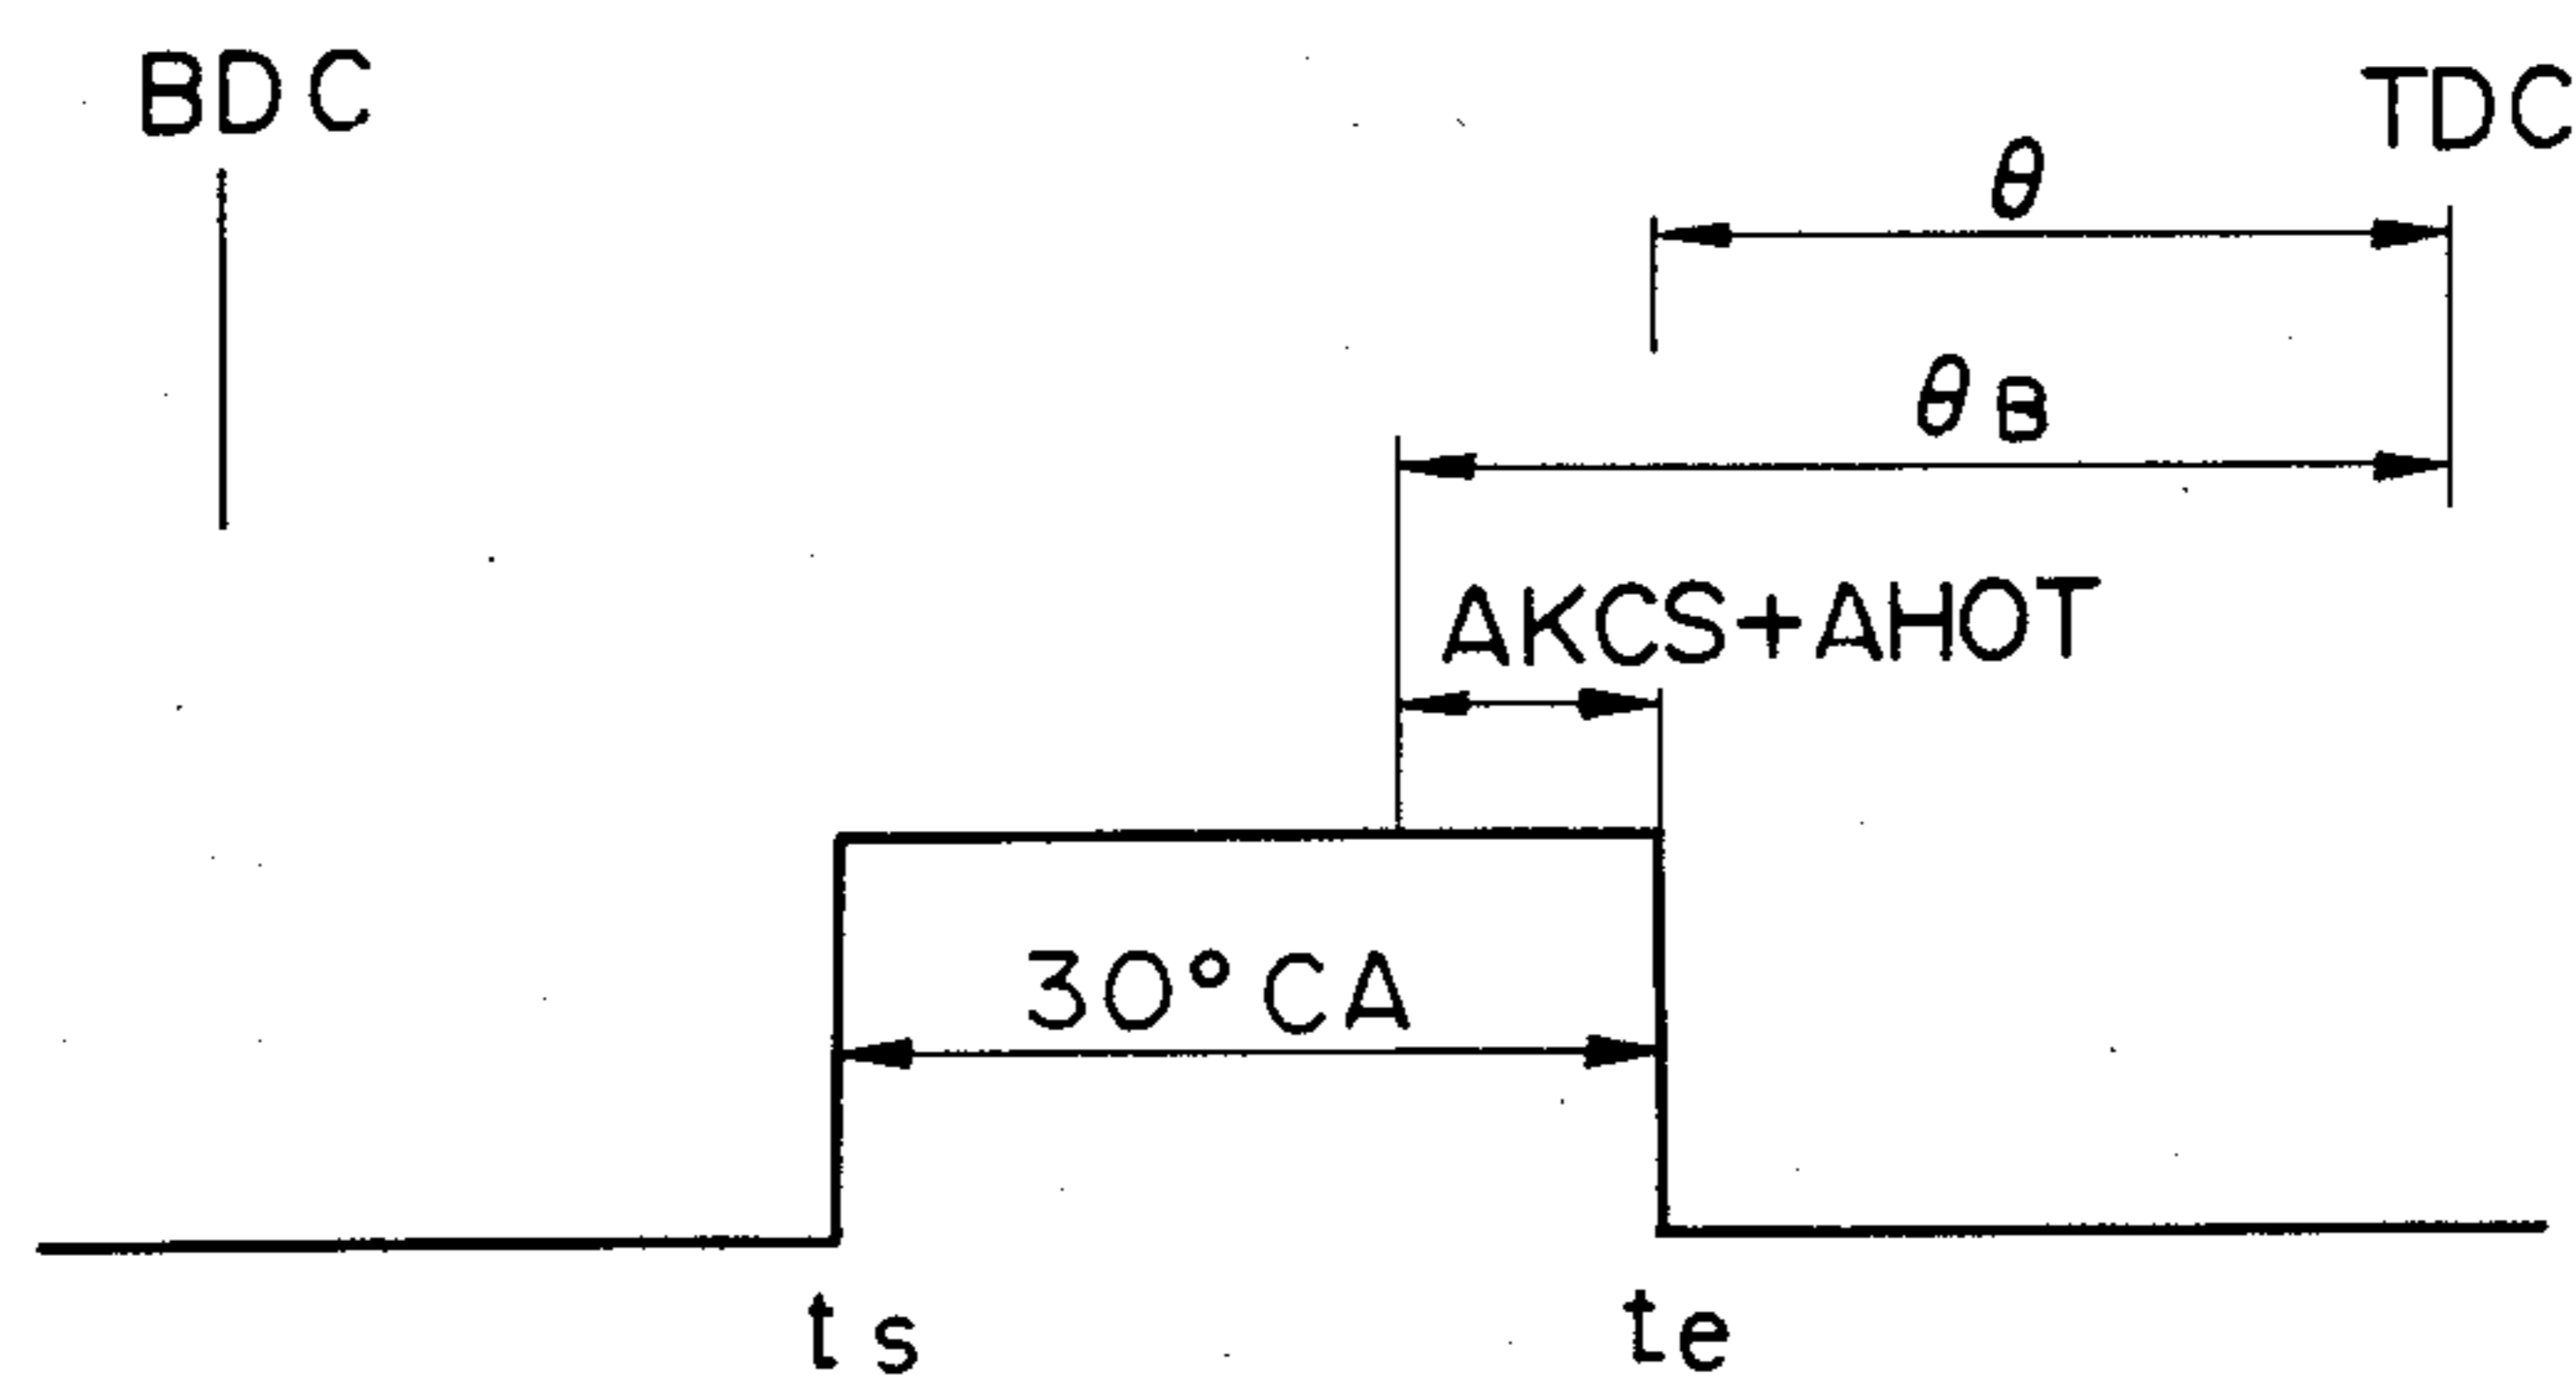 BDC
TDC
θ
θB
AKCS+AHOT
30°CA
ts
te